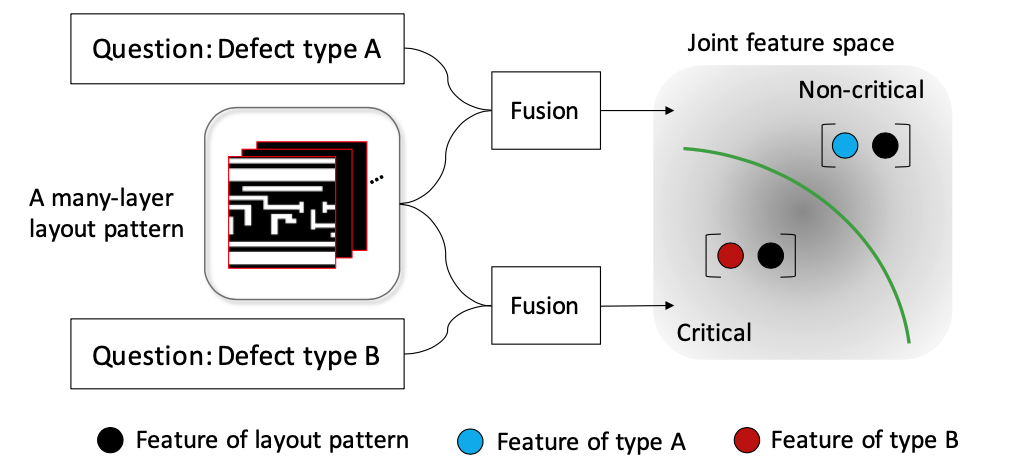 Question: Defect type A
Joint feature space
Non-critical
Fusion
A many-layer
layout pattern
...
Fusion
Critical
Question: Defect type B
Feature of layout pattern
Feature of type A
Feature of type B